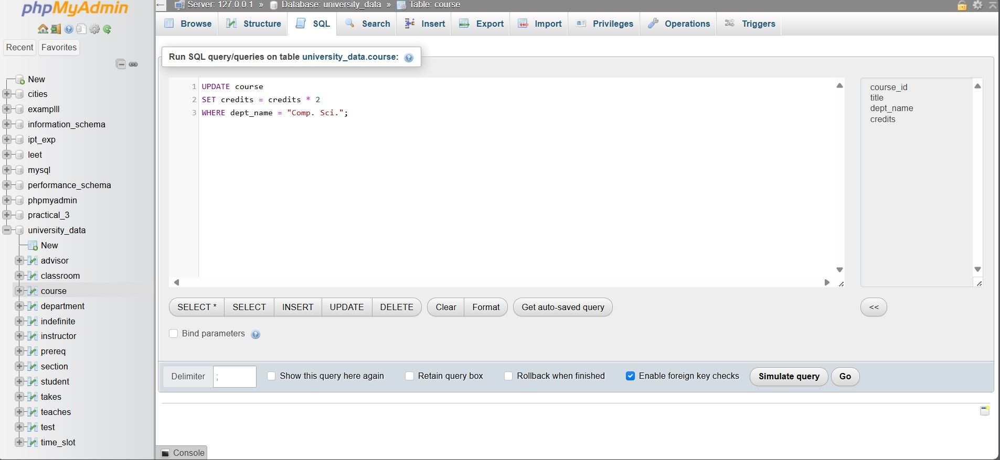 phpMyAdmin
Recent
Favorites
New
cities
examplll
information_schema
ipt_exp
leet
mysql
performance_schema
phpmyadmin
practical_3
university_data
New
advisor
classroom
course
department
indefinite
instructor
prereq
section
student
takes
teaches
test
time_slot
Server: 127.0.0.1 » Database: university_data » Table: course
Browse Structure SQL Search Insert Export Import Privileges Operations Triggers
Run SQL query/queries on table university_data.course:
1 UPDATE course
2 SET credits = credits * 2
3 WHERE dept_name = "Comp. Sci.";
course_id
title
dept_name
credits
SELECT * SELECT INSERT UPDATE DELETE Clear Format Get auto-saved query <<
Bind parameters
Delimiter ; Show this query here again Retain query box Rollback when finished Enable foreign key checks Simulate query Go
Console